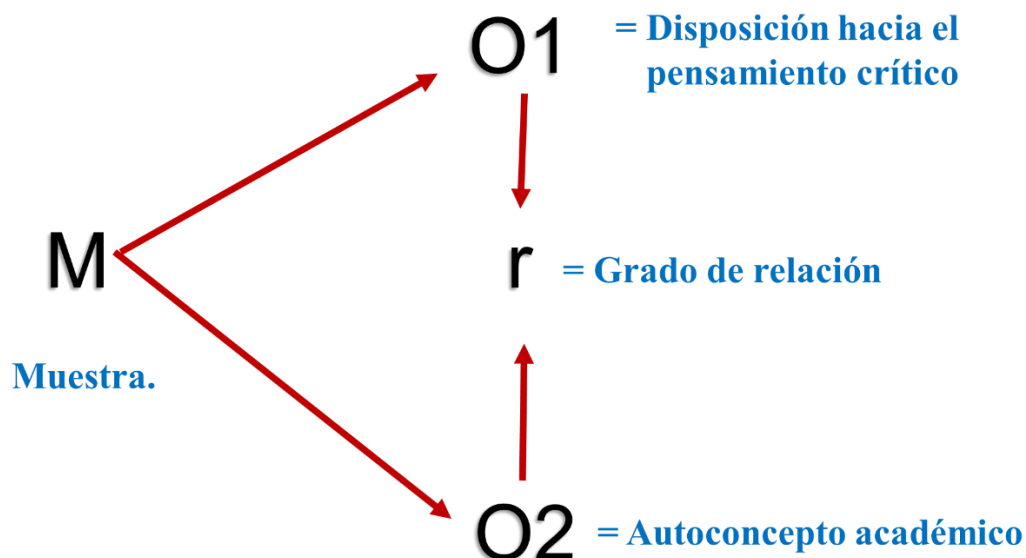 O1
= Disposición hacia el
pensamiento crítico
M
r
= Grado de relación
Muestra.
O2
= Autoconcepto académico